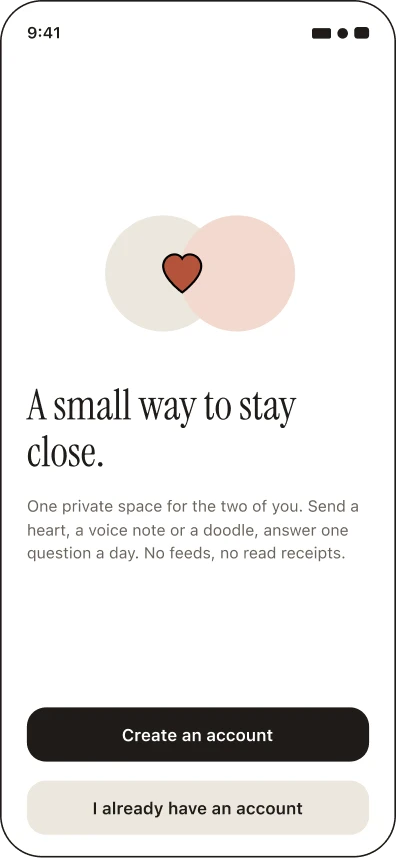 9:41
A small way to stay
close.
One private space for the two of you. Send a
heart, a voice note or a doodle, answer one
question a day. No feeds, no read receipts.
Create an account
I already have an account